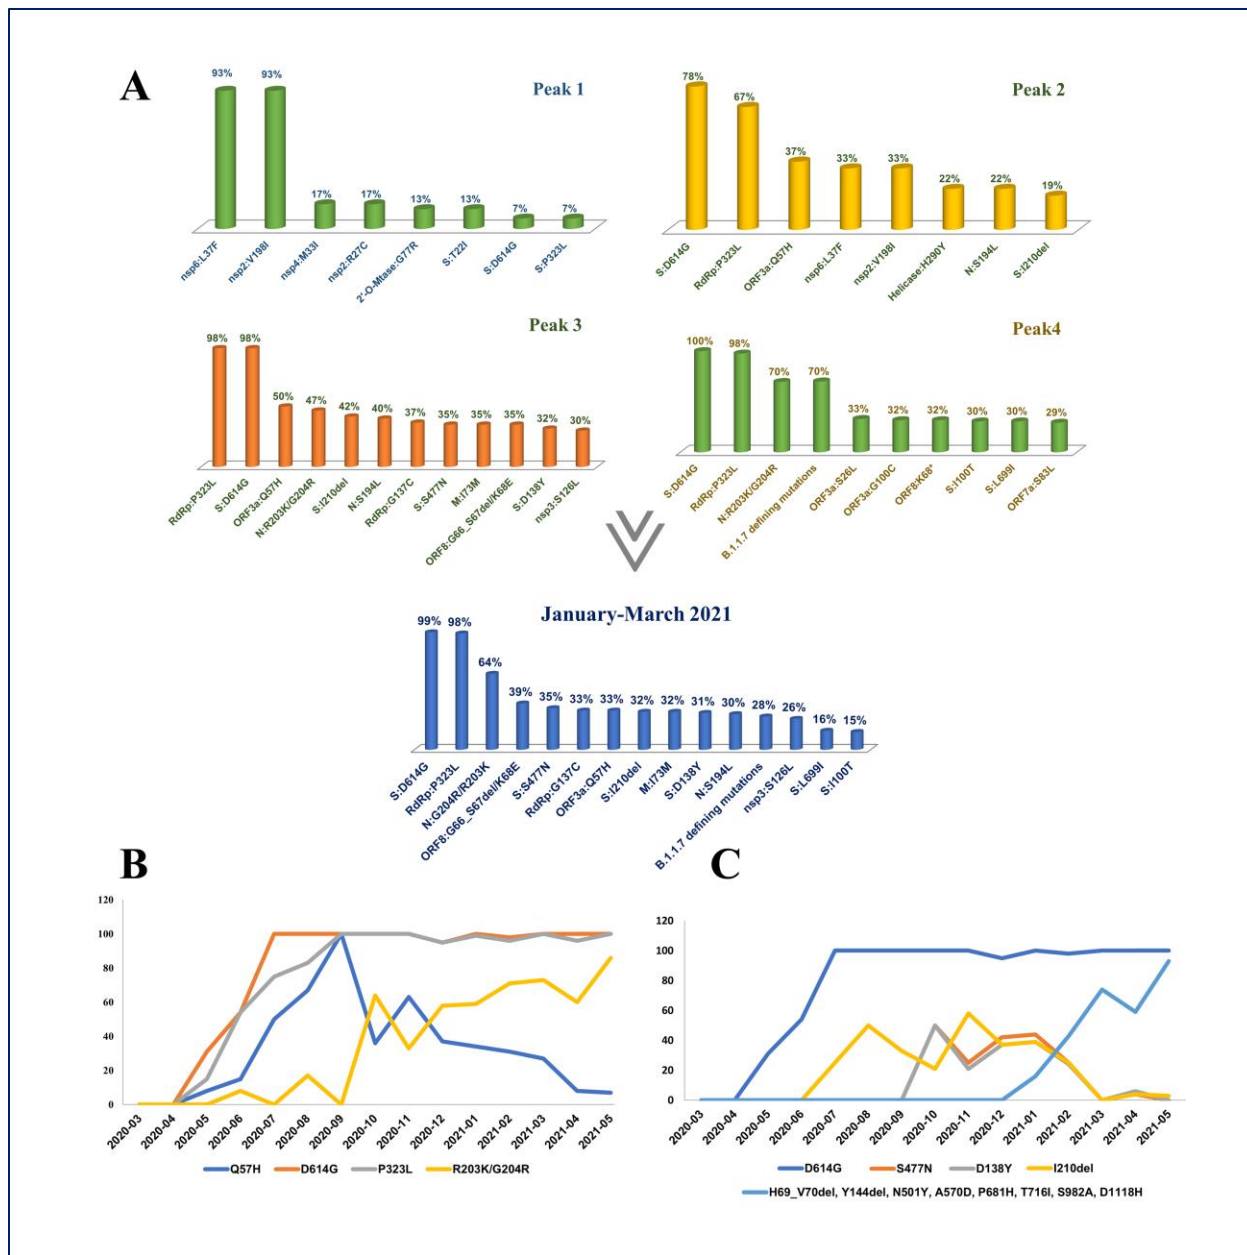 A
Peak 1
93%
93%
17%
17%
13%
13%
7%
7%
nsp6:L37F
nsp2:V198I
nsp4:M33I
nsp2:R27C
2'-O-Mtase:G77R
S:T22I
S:D614G
S:P323L
Peak 2
78%
67%
37%
33%
33%
22%
22%
19%
S:D614G
RdRp:P323L
ORF3a:Q57H
nsp6:L37F
nsp2:V198I
Helicase:H290Y
N:S194L
S:I210del
Peak 3
98%
98%
50%
47%
42%
40%
37%
35%
35%
35%
32%
30%
RdRp:P323L
S:D614G
ORF3a:Q57H
N:R203K/G204R
S:I210del
N:S194L
RdRp:G137C
S:S477N
M:I73M
ORF8:G66_S67del/K68E
S:D138Y
nsp3:S126L
Peak4
100%
98%
70%
70%
33%
32%
32%
30%
30%
29%
S:D614G
RdRp:P323L
N:R203K/G204R
B.1.1.7 defining mutations
ORF3a:S26L
ORF3a:G100C
ORF8:K68*
S:I100T
S:L699I
ORF7a:S83L
January-March 2021
99%
98%
64%
39%
35%
33%
33%
32%
32%
31%
30%
28%
26%
16%
15%
S:D614G
RdRp:P323L
N:G204R/R203K
ORF8:G66_S67del/K68E
S:S477N
RdRp:G137C
ORF3a:Q57H
S:I210del
M:I73M
S:D138Y
N:S194L
B.1.1.7 defining mutations
nsp3:S126L
S:L699I
S:I100T
B
120
100
80
60
40
20
0
2020-03
2020-04
2020-05
2020-06
2020-07
2020-08
2020-09
2020-10
2020-11
2020-12
2021-01
2021-02
2021-03
2021-04
2021-05
Q57H D614G P323L R203K/G204R
C
120
100
80
60
40
20
0
2020-03
2020-04
2020-05
2020-06
2020-07
2020-08
2020-09
2020-10
2020-11
2020-12
2021-01
2021-02
2021-03
2021-04
2021-05
D614G S477N D138Y I210del
H69_V70del, Y144del, N501Y, A570D, P681H, T716I, S982A, D1118H